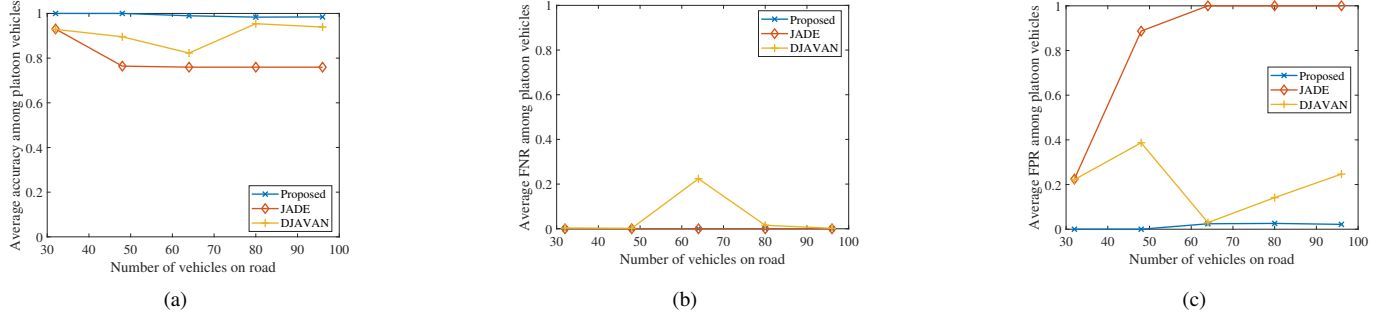 Average accuracy among platoon vehicles
1
0.8
0.6
0.4
0.2
0
30 40 50 60 70 80 90 100
Number of vehicles on road
Proposed
JADE
DJAVAN
(a)
Average FNR among platoon vehicles
1
0.8
0.6
0.4
0.2
0
30 40 50 60 70 80 90 100
Number of vehicles on road
Proposed
JADE
DJAVAN
(b)
Average FPR among platoon vehicles
1
0.8
0.6
0.4
0.2
0
30 40 50 60 70 80 90 100
Number of vehicles on road
Proposed
JADE
DJAVAN
(c)